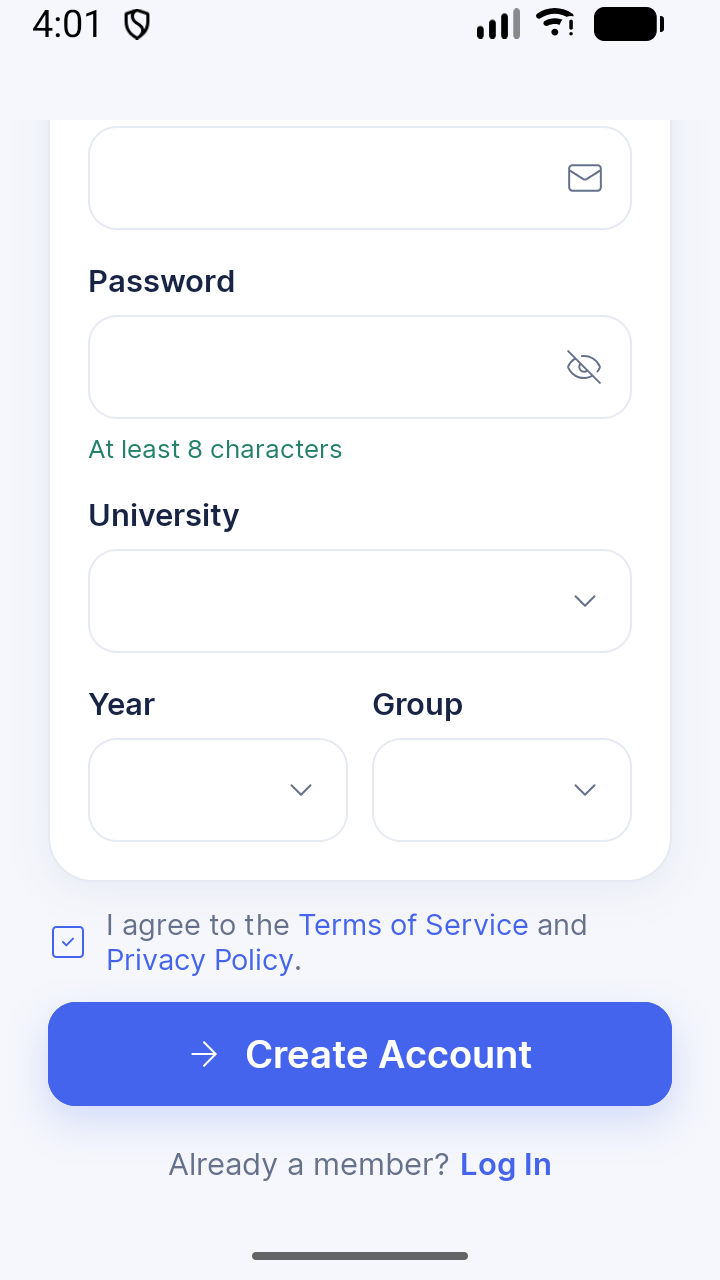 4:01
Password
At least 8 characters
University
Year
Group
I agree to the Terms of Service and
Privacy Policy.
Create Account
Already a member? Log In